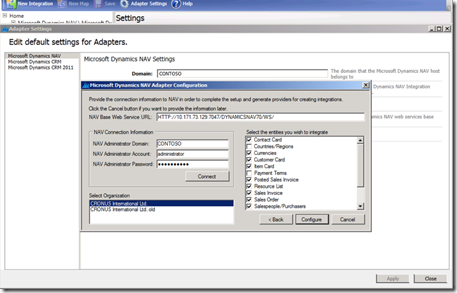 New Integration New Map Save Adapter Settings Help
Home
Microsoft Dynamics NAV
Settings
Adapter Settings
Edit default settings for Adapters.
Microsoft Dynamics NAV
Microsoft Dynamics CRM
Microsoft Dynamics CRM 2011
Microsoft Dynamics NAV Settings
Domain: CONTOSO
The domain that the Microsoft Dynamics NAV host belongs to
Microsoft Dynamics NAV Adapter Configuration
Provide the connection information to NAV in order to complete the setup and generate providers for creating integrations.
Click the Cancel button if you want to provide the information later.
NAV Base Web Service URL: HTTP://10.171.73.129:7047/DYNAMICSNAV70/WS/
NAV Connection Information
NAV Administrator Domain: CONTOSO
NAV Administrator Account: administrator
NAV Administrator Password:
Connect
Select Organization
CRONUS International Ltd.
CRONUS International Ltd. old
Select the entities you wish to integrate
Contact Card
Countries/Regions
Currencies
Customer Card
Item Card
Payment Terms
Posted Sales Invoice
Resource List
Sales Invoice
Sales Order
Salespeople/Purchasers
< Back
Configure
Cancel
Dynamics NAV Integration
NAV web services base
Apply
Close